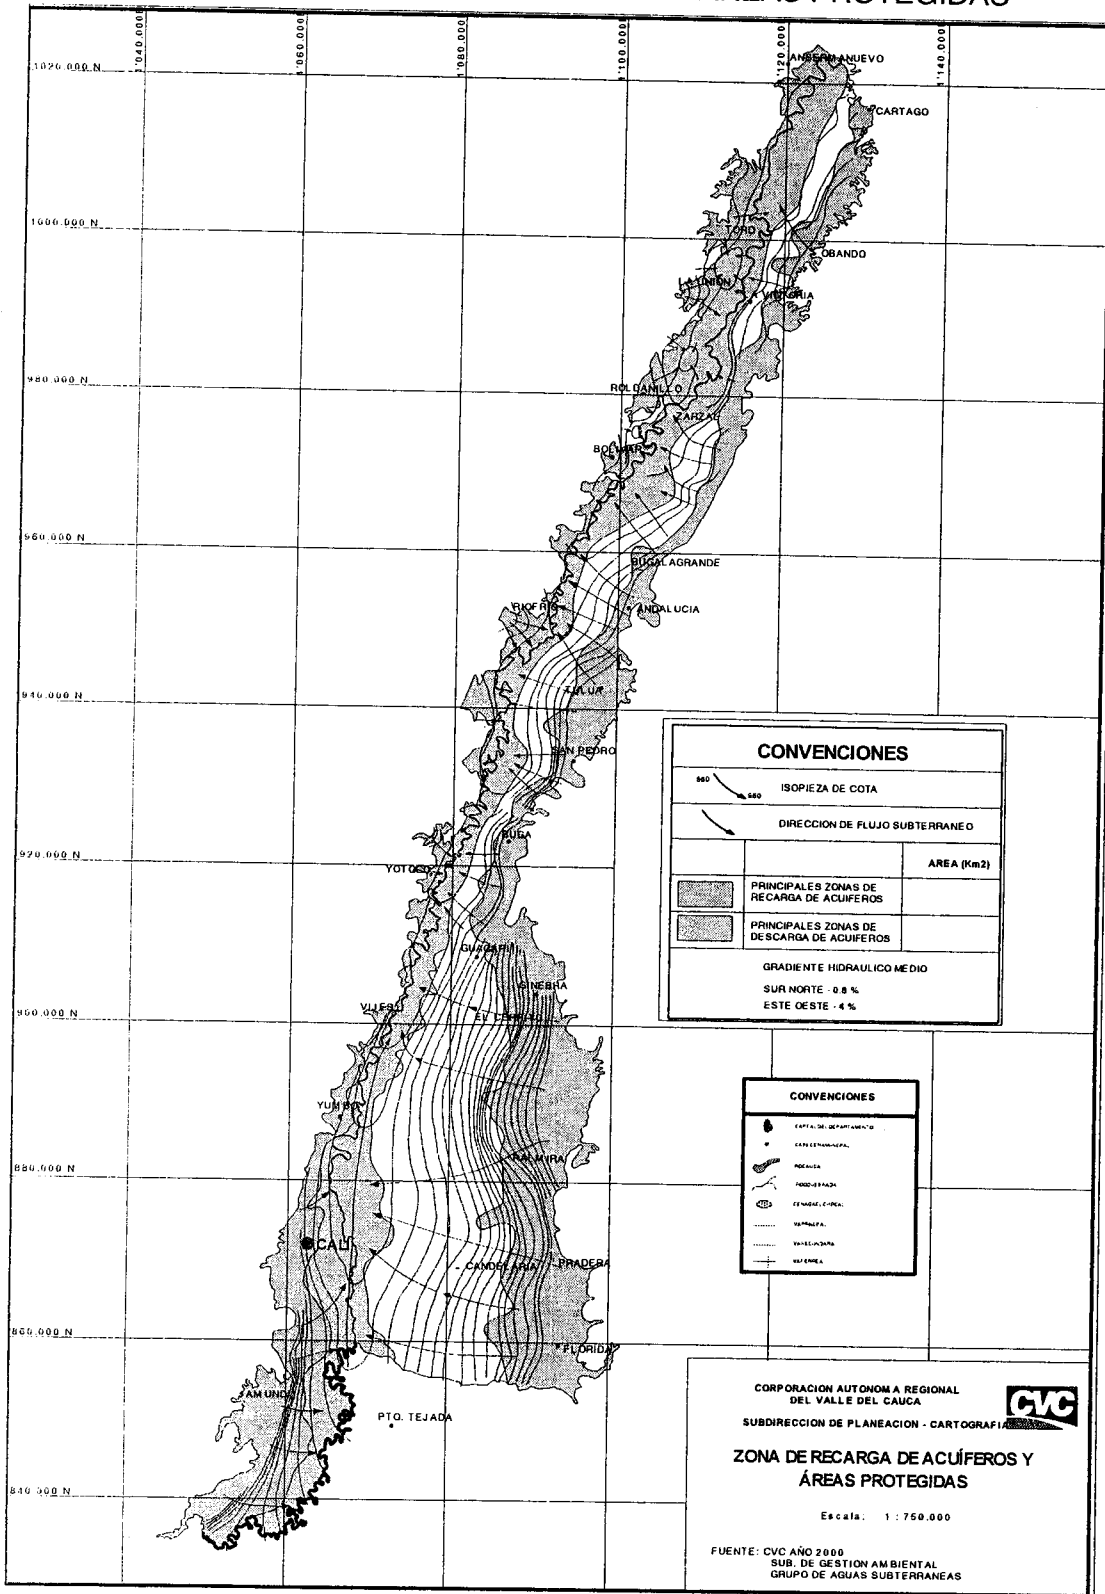 PROTEGIDAS
1'040.000
1'060.000
1'080.000
1'100.000
1'120.000
1'140.000
1020.000 N
1000.000 N
980.000 N
960.000 N
940.000 N
920.000 N
900.000 N
880.000 N
860.000 N
840.000 N
ANSERMANUEVO
CARTAGO
TORO
OBANDO
LA UNION
LA VICTORIA
ROLDANILLO
ZARZAL
BOLIVAR
BUGALAGRANDE
RIOFRIO
ANDALUCIA
TULUA
SAN PEDRO
BUGA
YOTOCO
GUACARI
GINEBRA
VIJES
EL CERRITO
YUMBO
PALMIRA
CALI
CANDELARIA
PRADERA
FLORIDA
JAMUNDI
PTO. TEJADA
CONVENCIONES
960
ISOPIEZA DE COTA
DIRECCION DE FLUJO SUBTERRANEO
AREA (Km2)
PRINCIPALES ZONAS DE
RECARGA DE ACUIFEROS
PRINCIPALES ZONAS DE
DESCARGA DE ACUIFEROS
GRADIENTE HIDRAULICO MEDIO
SUR NORTE - 0.8 %
ESTE OESTE - 4 %
CONVENCIONES
CORPORACION AUTONOMA REGIONAL
DEL VALLE DEL CAUCA
CVC
SUBDIRECCION DE PLANEACION - CARTOGRAFIA
ZONA DE RECARGA DE ACUÍFEROS Y
ÁREAS PROTEGIDAS
Escala: 1 : 750.000
FUENTE: CVC AÑO 2000
SUB. DE GESTION AMBIENTAL
GRUPO DE AGUAS SUBTERRANEAS